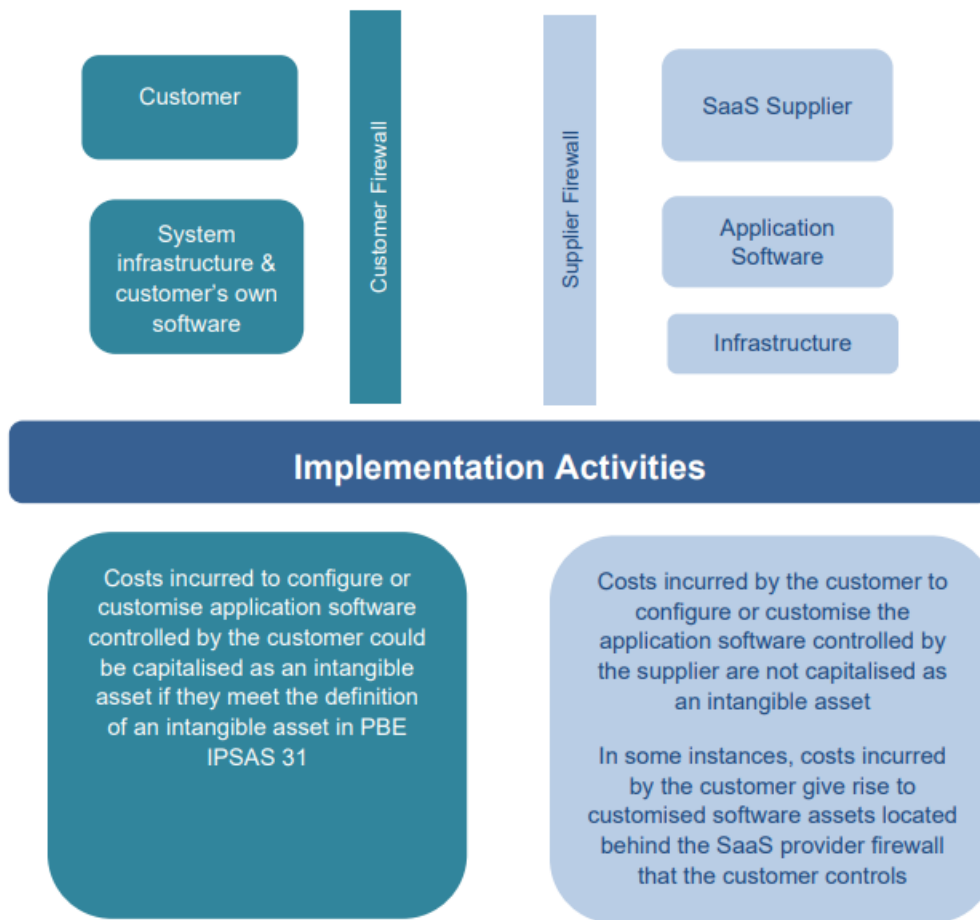 Customer
System
infrastructure &
customer's own
software
Customer Firewall
Supplier Firewall
SaaS Supplier
Application
Software
Infrastructure
Implementation Activities
Costs incurred to configure or
customise application software
controlled by the customer could
be capitalised as an intangible
asset if they meet the definition
of an intangible asset in PBE
IPSAS 31
Costs incurred by the customer to
configure or customise the
application software controlled by
the supplier are not capitalised as
an intangible asset
In some instances, costs incurred
by the customer give rise to
customised software assets located
behind the SaaS provider firewall
that the customer controls